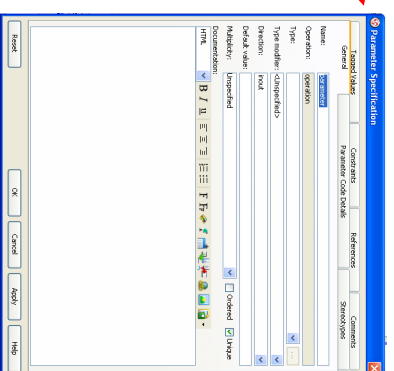 Parameter Specification
Tagged Values Constraints References Comments
General Parameter Code Details Stereotypes
Name: parameter
Operation: operation
Type:
Type modifier: <Unspecified>
Direction: input
Default value:
Multiplicity: Unspecified Ordered Unique
Documentation:
HTML B I U F
Reset OK Cancel Apply Help